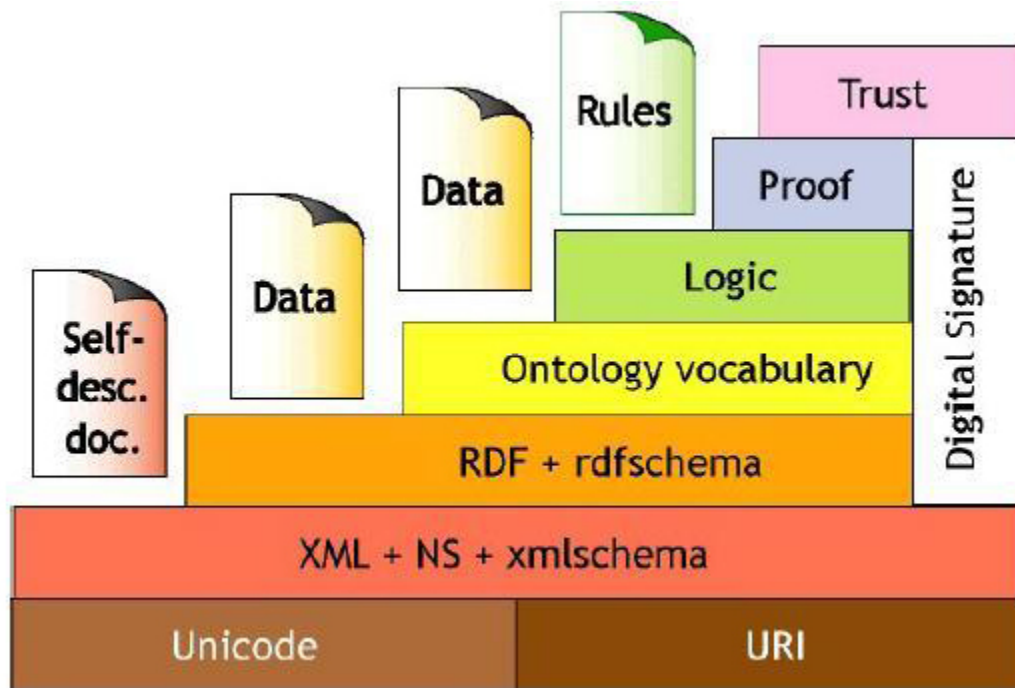 Rules
Trust
Data
Proof
Data
Logic
Self-
desc.
doc.
Ontology vocabulary
Digital Signature
RDF + rdfschema
XML + NS + xmlschema
Unicode
URI